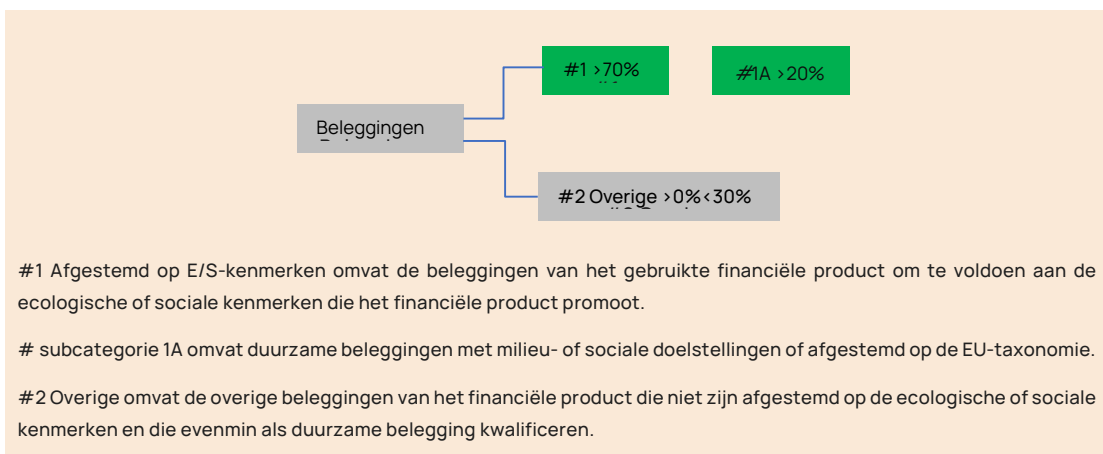 #1 >70%
#1A >20%
Beleggingen
#2 Overige >0%<30%
#1 Afgestemd op E/S-kenmerken omvat de beleggingen van het gebruikte financiële product om te voldoen aan de
ecologische of sociale kenmerken die het financiële product promoot.
# subcategorie 1A omvat duurzame beleggingen met milieu- of sociale doelstellingen of afgestemd op de EU-taxonomie.
#2 Overige omvat de overige beleggingen van het financiële product die niet zijn afgestemd op de ecologische of sociale
kenmerken en die evenmin als duurzame belegging kwalificeren.